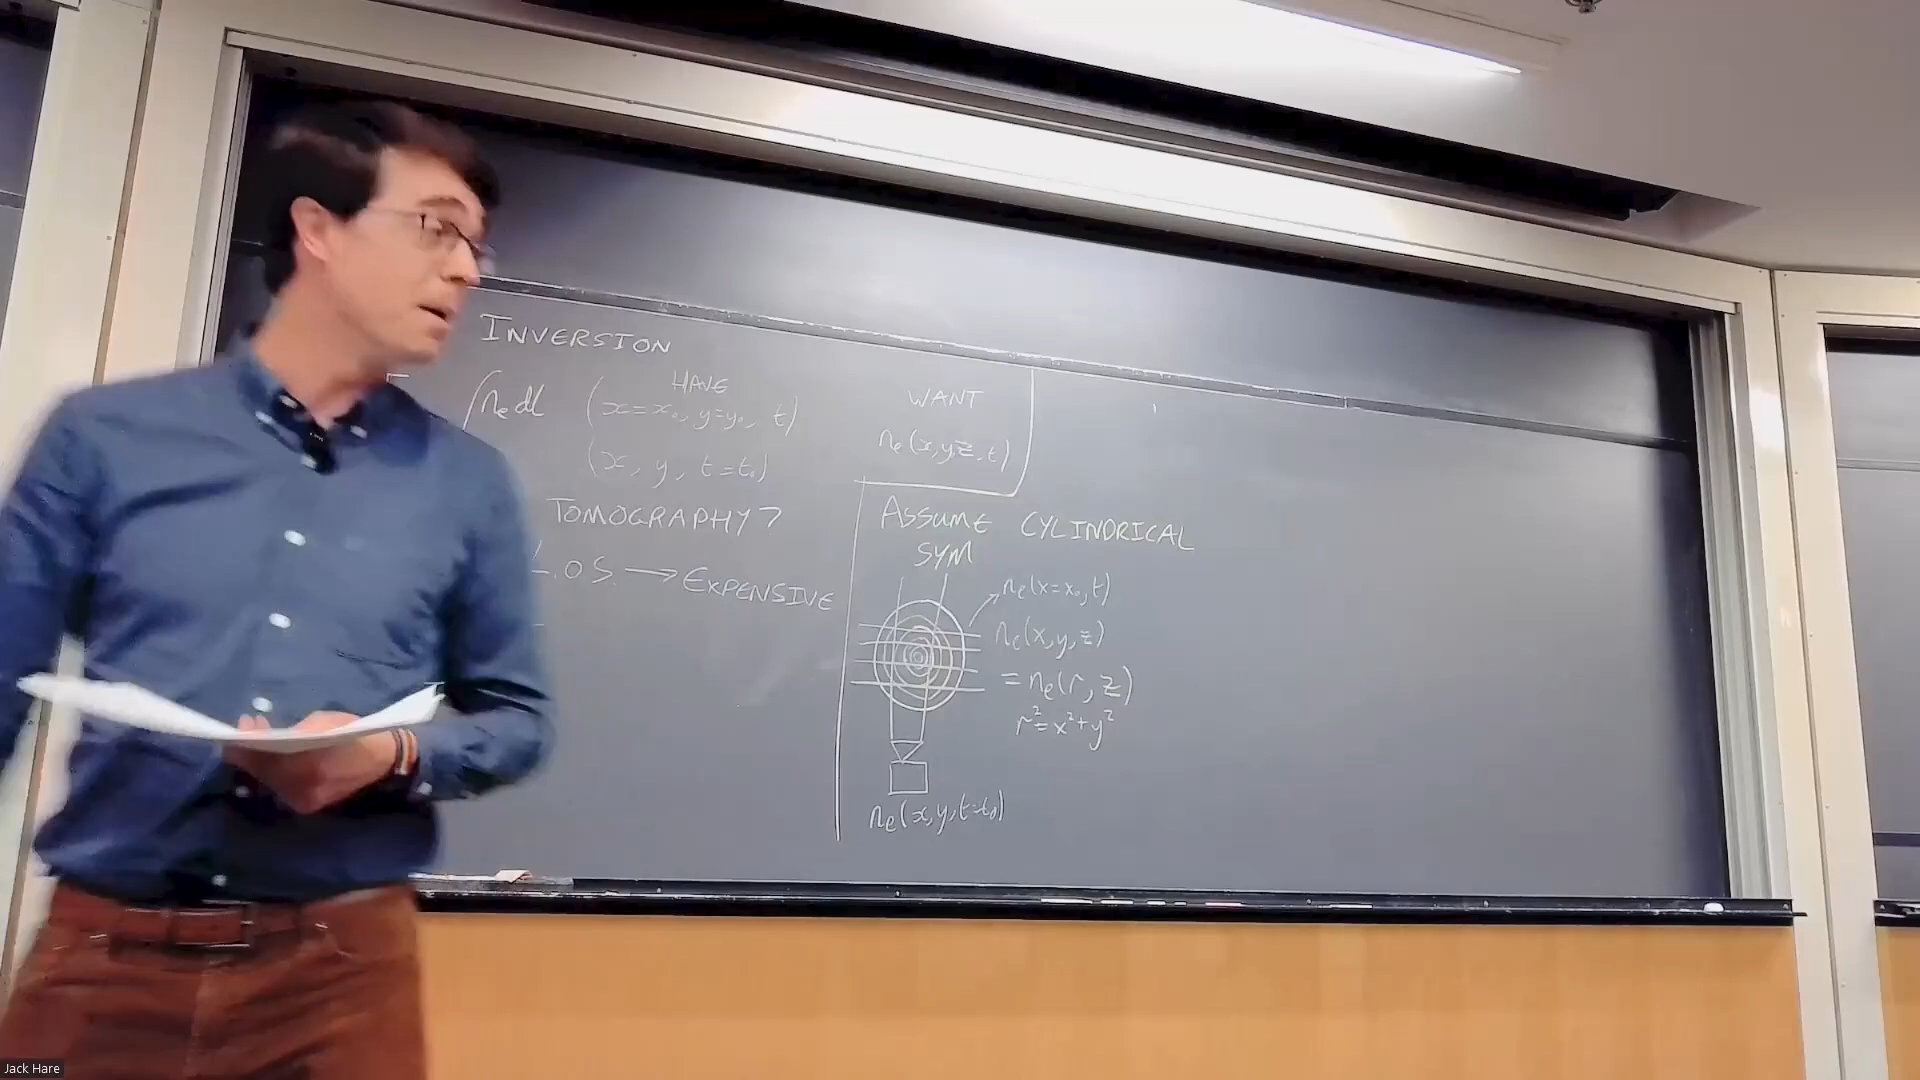 INVERSION
HAVE
∫nₑdl (x=x₀, y=y₀, t)
(x, y, t=t₀)
WANT
nₑ(x,y,z,t)
TOMOGRAPHY?
L.O.S. → EXPENSIVE
ASSUME CYLINDRICAL
SYM
nₑ(x=x₀,t)
nₑ(x,y,z)
=nₑ(r,z)
r²=x²+y²
nₑ(x,y,t=t₀)
Jack Hare